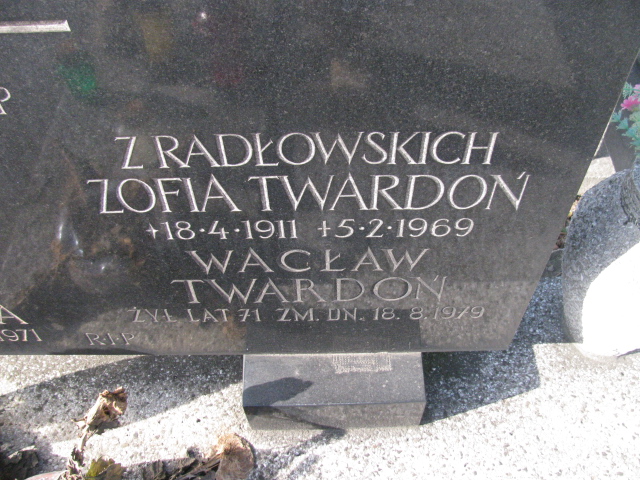 Z RADŁOWSKICH
ZOFIA TWARDOŃ
+18·4·1911 +5·2·1969
WACŁAW
TWARDOŃ
ŻYŁ LAT 71 ZM. DN. 18.8.1979
A
1971
R·I·P
P